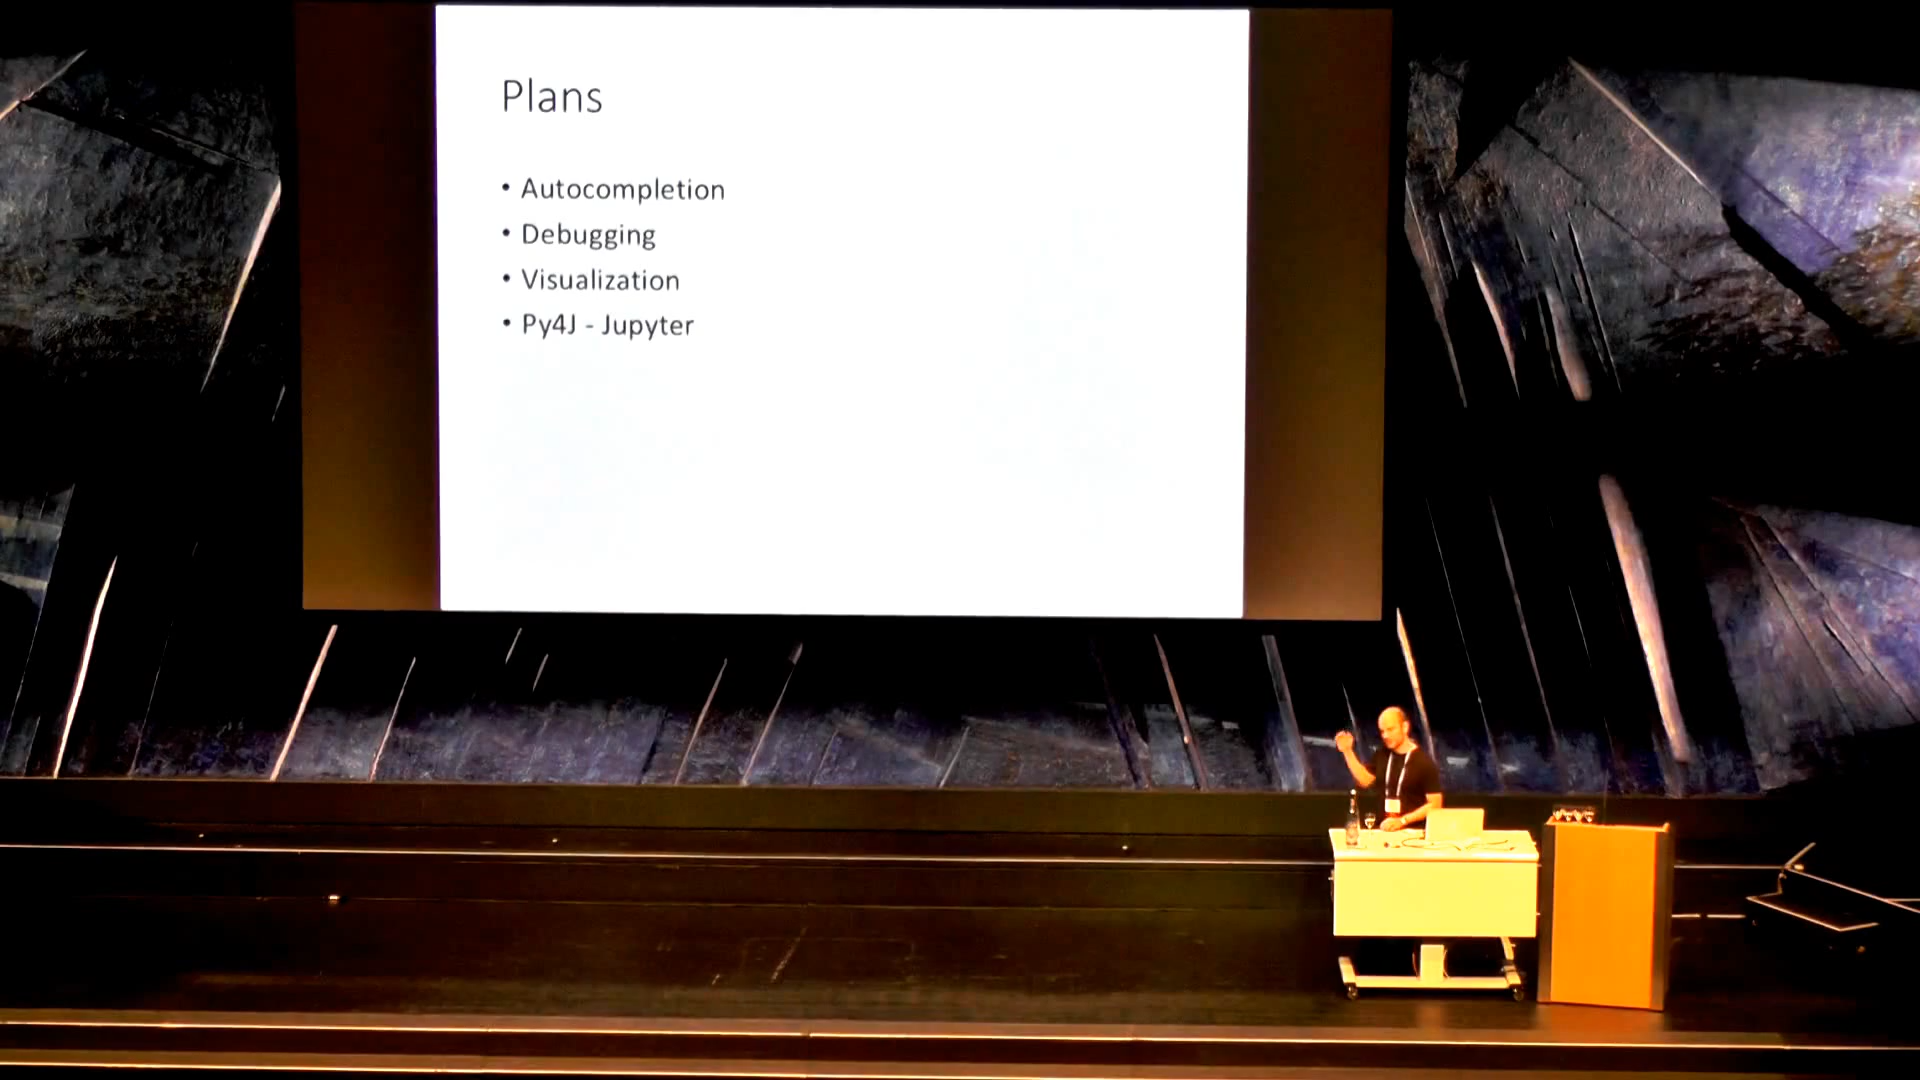 Plans
• Autocompletion
• Debugging
• Visualization
• Py4J - Jupyter